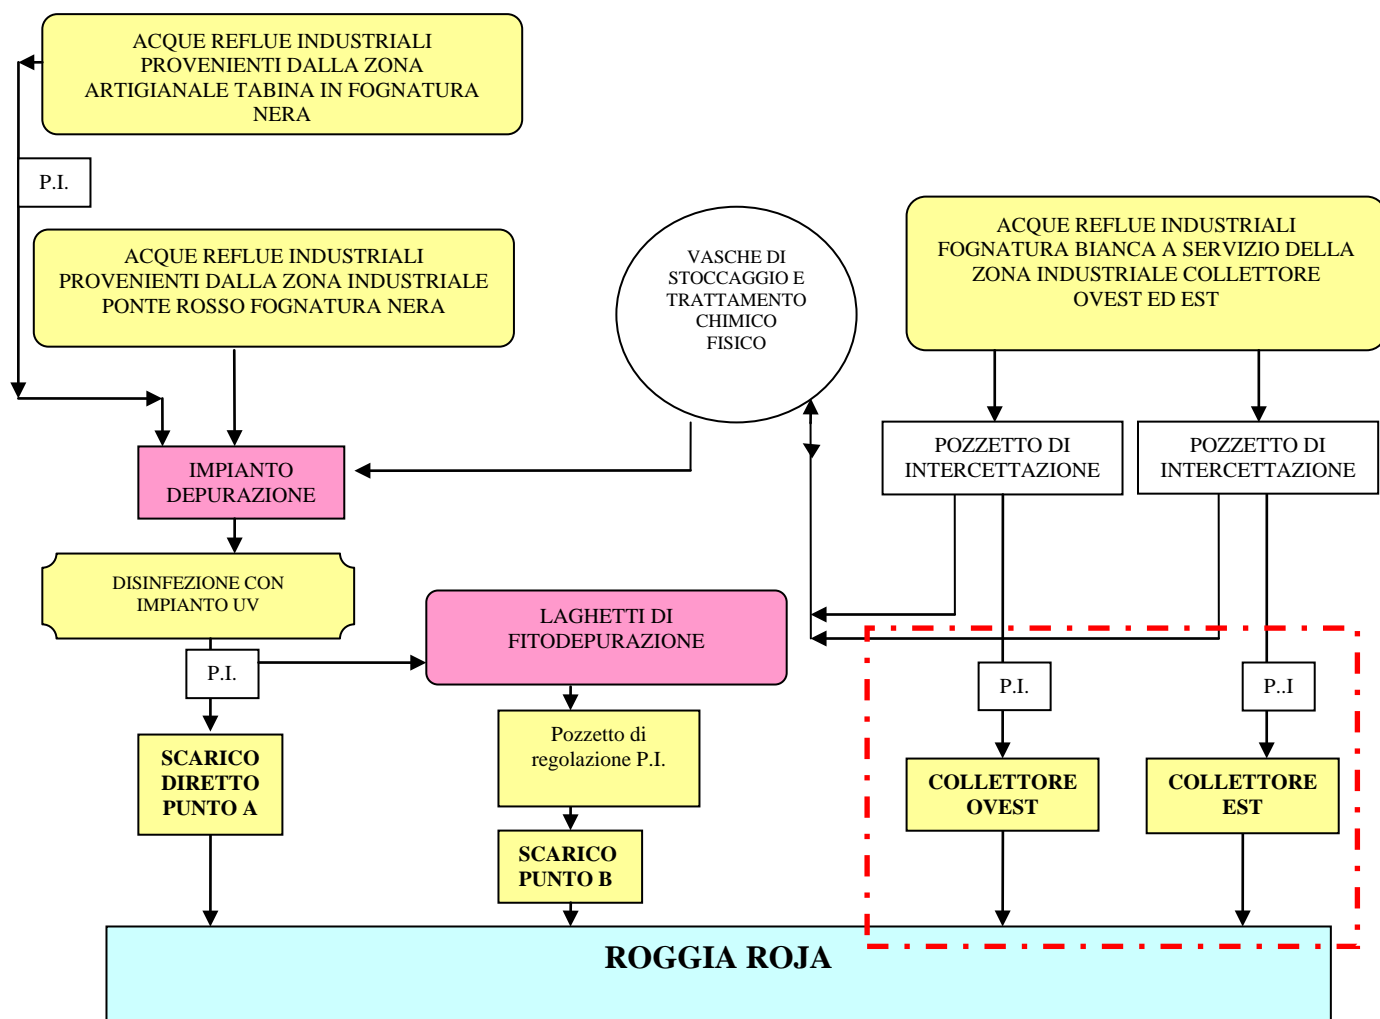 ACQUE REFLUE INDUSTRIALI
PROVENIENTI DALLA ZONA
ARTIGIANALE TABINA IN FOGNATURA
NERA
P.I.
ACQUE REFLUE INDUSTRIALI
PROVENIENTI DALLA ZONA INDUSTRIALE
PONTE ROSSO FOGNATURA NERA
VASCHE DI
STOCCAGGIO E
TRATTAMENTO
CHIMICO
FISICO
ACQUE REFLUE INDUSTRIALI
FOGNATURA BIANCA A SERVIZIO DELLA
ZONA INDUSTRIALE COLLETTORE
OVEST ED EST
IMPIANTO
DEPURAZIONE
POZZETTO DI
INTERCETTAZIONE
POZZETTO DI
INTERCETTAZIONE
DISINFEZIONE CON
IMPIANTO UV
LAGHETTI DI
FITODEPURAZIONE
P.I.
P.I.
P..I
SCARICO
DIRETTO
PUNTO A
Pozzetto di
regolazione P.I.
COLLETTORE
OVEST
COLLETTORE
EST
SCARICO
PUNTO B
ROGGIA ROJA